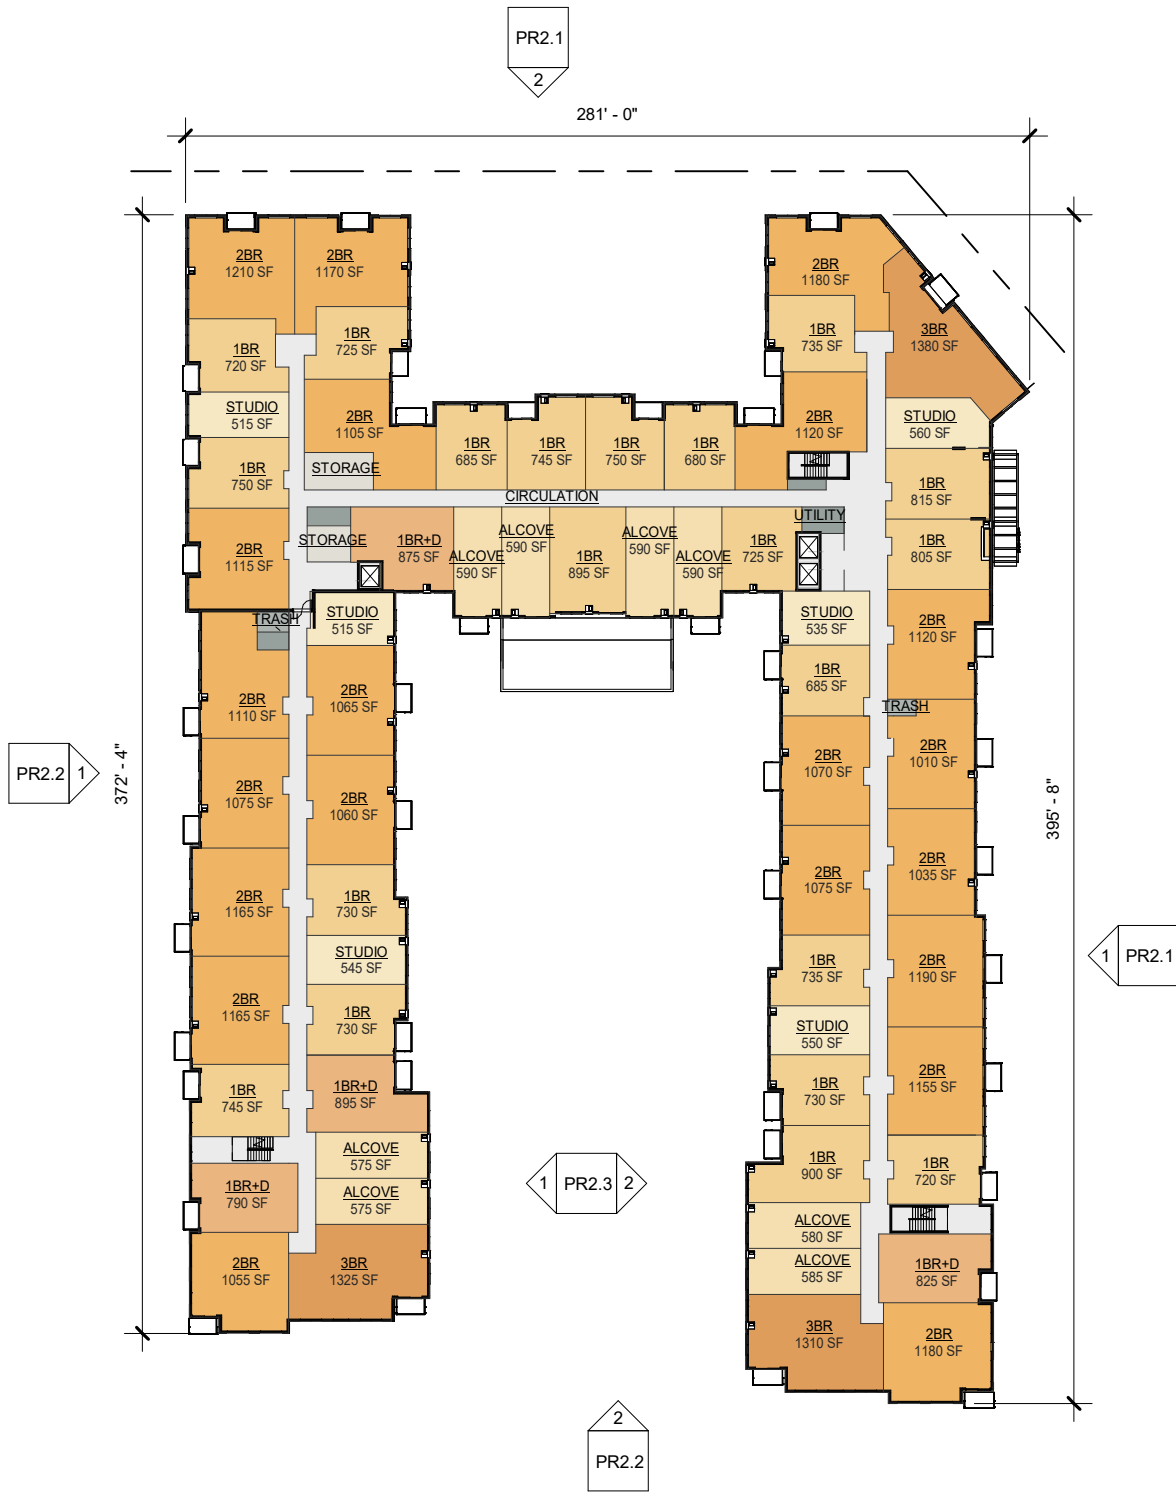 PR2.1
2
281' - 0"
2BR
1210 SF
2BR
1170 SF
2BR
1180 SF
1BR
720 SF
1BR
725 SF
1BR
735 SF
3BR
1380 SF
STUDIO
515 SF
2BR
1105 SF
2BR
1120 SF
STUDIO
560 SF
1BR
685 SF
1BR
745 SF
1BR
750 SF
1BR
680 SF
1BR
750 SF
STORAGE
1BR
815 SF
CIRCULATION
2BR
1115 SF
STORAGE
1BR+D
875 SF
ALCOVE
590 SF
ALCOVE
590 SF
1BR
895 SF
ALCOVE
590 SF
ALCOVE
590 SF
1BR
725 SF
UTILITY
1BR
805 SF
TRASH
STUDIO
515 SF
STUDIO
535 SF
2BR
1120 SF
2BR
1110 SF
2BR
1065 SF
1BR
685 SF
TRASH
2BR
1075 SF
2BR
1060 SF
2BR
1070 SF
2BR
1010 SF
PR2.2
1
372' - 4"
395' - 8"
2BR
1165 SF
1BR
730 SF
2BR
1075 SF
2BR
1035 SF
STUDIO
545 SF
1BR
735 SF
2BR
1190 SF
1
PR2.1
2BR
1165 SF
1BR
730 SF
STUDIO
550 SF
2BR
1155 SF
1BR
745 SF
1BR+D
895 SF
1BR
730 SF
ALCOVE
575 SF
1BR
900 SF
1BR
720 SF
1BR+D
790 SF
ALCOVE
575 SF
1
PR2.3
2
ALCOVE
580 SF
2BR
1055 SF
3BR
1325 SF
ALCOVE
585 SF
1BR+D
825 SF
3BR
1310 SF
2BR
1180 SF
2
PR2.2